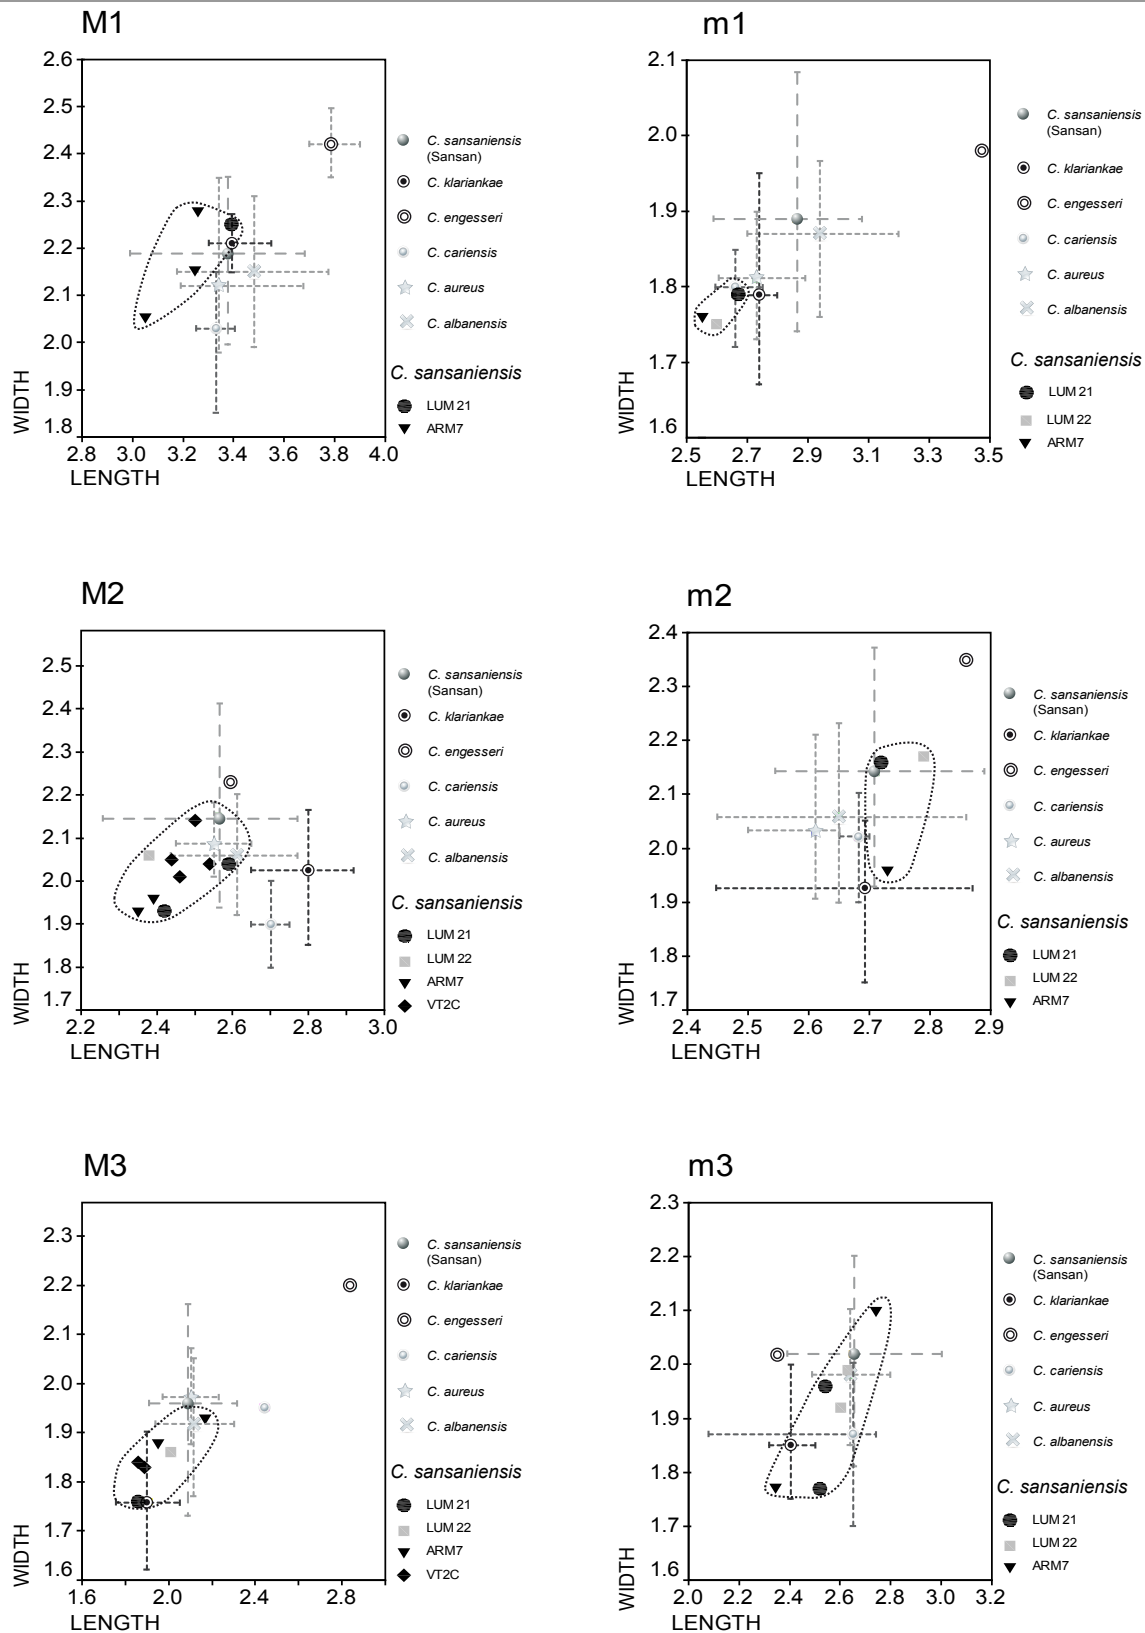 M1
2.6
2.5
2.4
2.3
2.2
2.1
2.0
1.9
1.8
WIDTH
2.8 3.0 3.2 3.4 3.6 3.8 4.0
LENGTH
C. sansaniensis
(Sansan)
C. klariankae
C. engesseri
C. cariensis
C. aureus
C. albanensis
C. sansaniensis
LUM 21
ARM7
m1
2.1
2.0
1.9
1.8
1.7
1.6
WIDTH
2.5 2.7 2.9 3.1 3.3 3.5
LENGTH
C. sansaniensis
(Sansan)
C. klariankae
C. engesseri
C. cariensis
C. aureus
C. albanensis
C. sansaniensis
LUM 21
LUM 22
ARM7
M2
2.5
2.4
2.3
2.2
2.1
2.0
1.9
1.8
1.7
WIDTH
2.2 2.4 2.6 2.8 3.0
LENGTH
C. sansaniensis
(Sansan)
C. klariankae
C. engesseri
C. cariensis
C. aureus
C. albanensis
C. sansaniensis
LUM 21
LUM 22
ARM7
VT2C
m2
2.4
2.3
2.2
2.1
2.0
1.9
1.8
1.7
WIDTH
2.4 2.5 2.6 2.7 2.8 2.9
LENGTH
C. sansaniensis
(Sansan)
C. klariankae
C. engesseri
C. cariensis
C. aureus
C. albanensis
C. sansaniensis
LUM 21
LUM 22
ARM7
M3
2.3
2.2
2.1
2.0
1.9
1.8
1.7
1.6
WIDTH
1.6 2.0 2.4 2.8
LENGTH
C. sansaniensis
(Sansan)
C. klariankae
C. engesseri
C. cariensis
C. aureus
C. albanensis
C. sansaniensis
LUM 21
LUM 22
ARM7
VT2C
m3
2.3
2.2
2.1
2.0
1.9
1.8
1.7
1.6
WIDTH
2.0 2.2 2.4 2.6 2.8 3.0 3.2
LENGTH
C. sansaniensis
(Sansan)
C. klariankae
C. engesseri
C. cariensis
C. aureus
C. albanensis
C. sansaniensis
LUM 21
LUM 22
ARM7